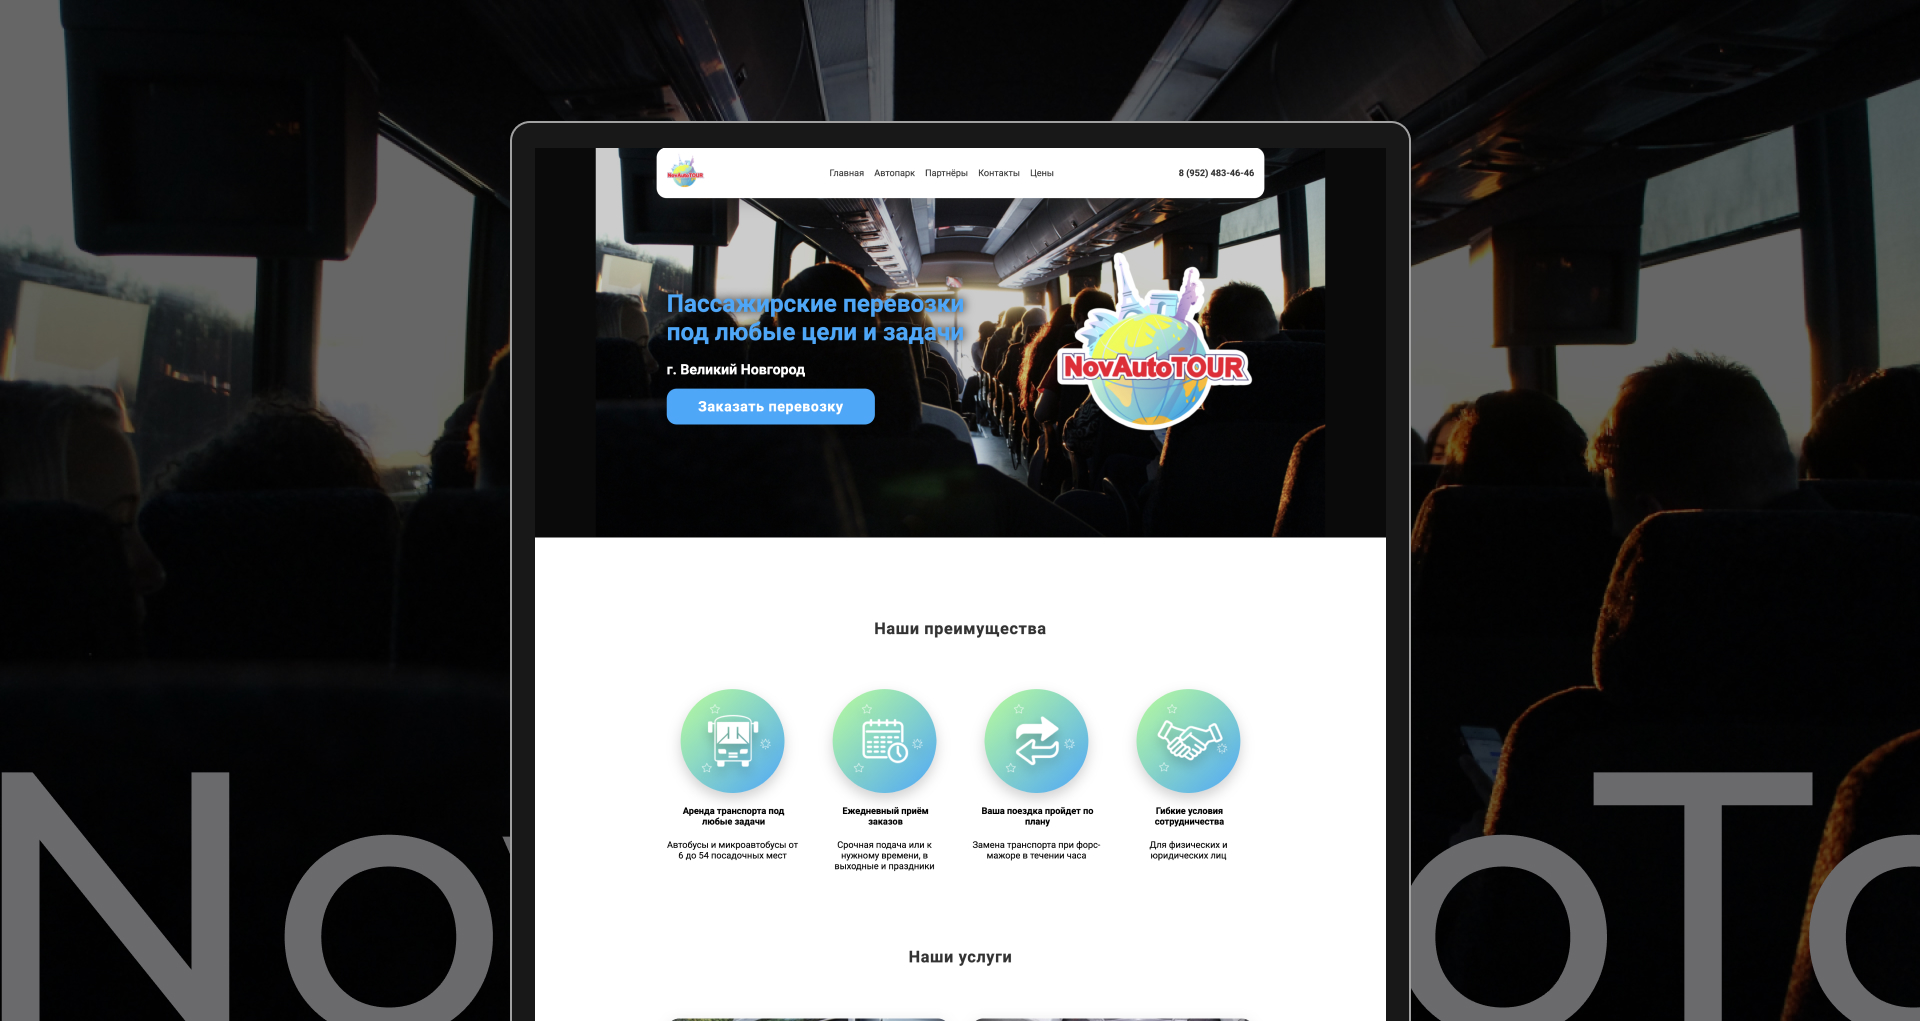 NovAutoTOUR
Главная Автопарк Партнёры Контакты Цены
8 (952) 483-46-46
Пассажирские перевозки
под любые цели и задачи
г. Великий Новгород
Заказать перевозку
NovAutoTOUR
Наши преимущества
Аренда транспорта под
любые задачи
Автобусы и микроавтобусы от
6 до 54 посадочных мест
Ежедневный приём
заказов
Срочная подача или к
нужному времени, в
выходные и праздники
Ваша поездка пройдет по
плану
Замена транспорта при форс-
мажоре в течении часа
Гибкие условия
сотрудничества
Для физических и
юридических лиц
Наши услуги
No
oTo